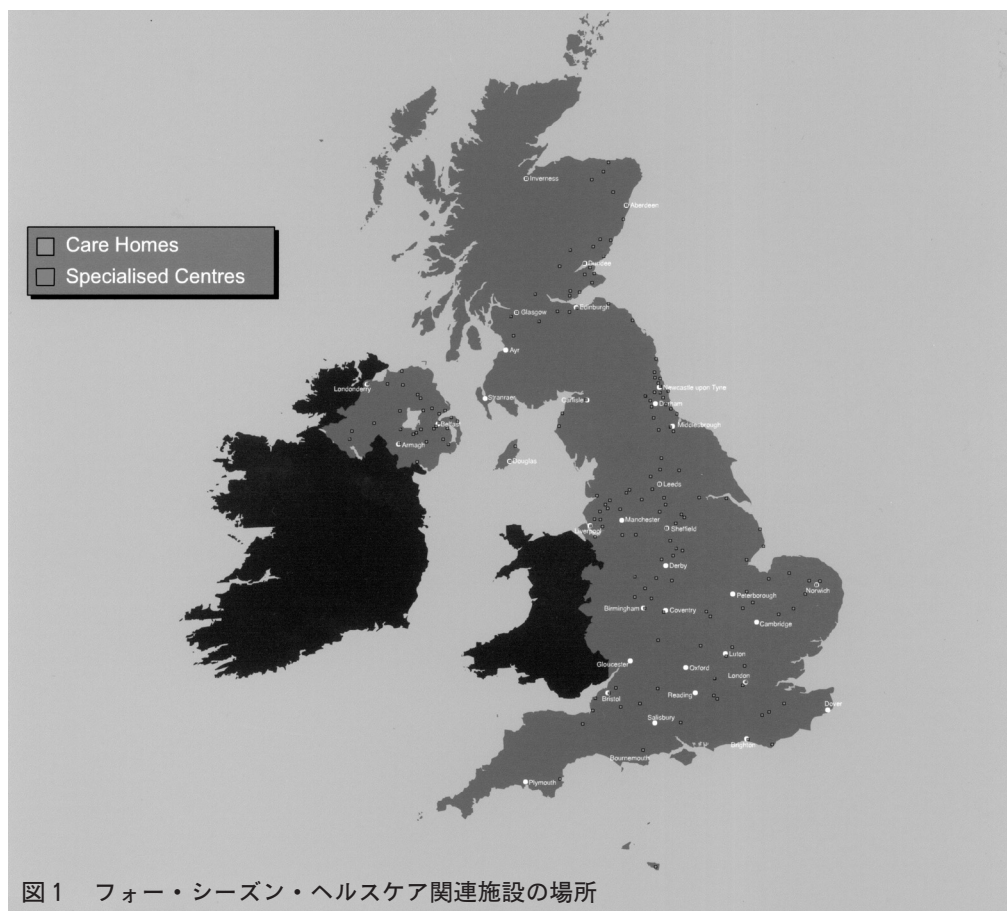 Inverness
Aberdeen
Care Homes
Specialised Centres
Dundee
Edinburgh
Glasgow
Ayr
Londonderry
Stranraer
Carlisle
Newcastle upon Tyne
Durham
Middlesbrough
Belfast
Armagh
Douglas
Leeds
Liverpool
Manchester
Sheffield
Derby
Norwich
Peterborough
Birmingham
Coventry
Cambridge
Luton
Gloucester
Oxford
London
Bristol
Reading
Dover
Salisbury
Brighton
Bournemouth
Plymouth
図1 フォー・シーズン・ヘルスケア関連施設の場所